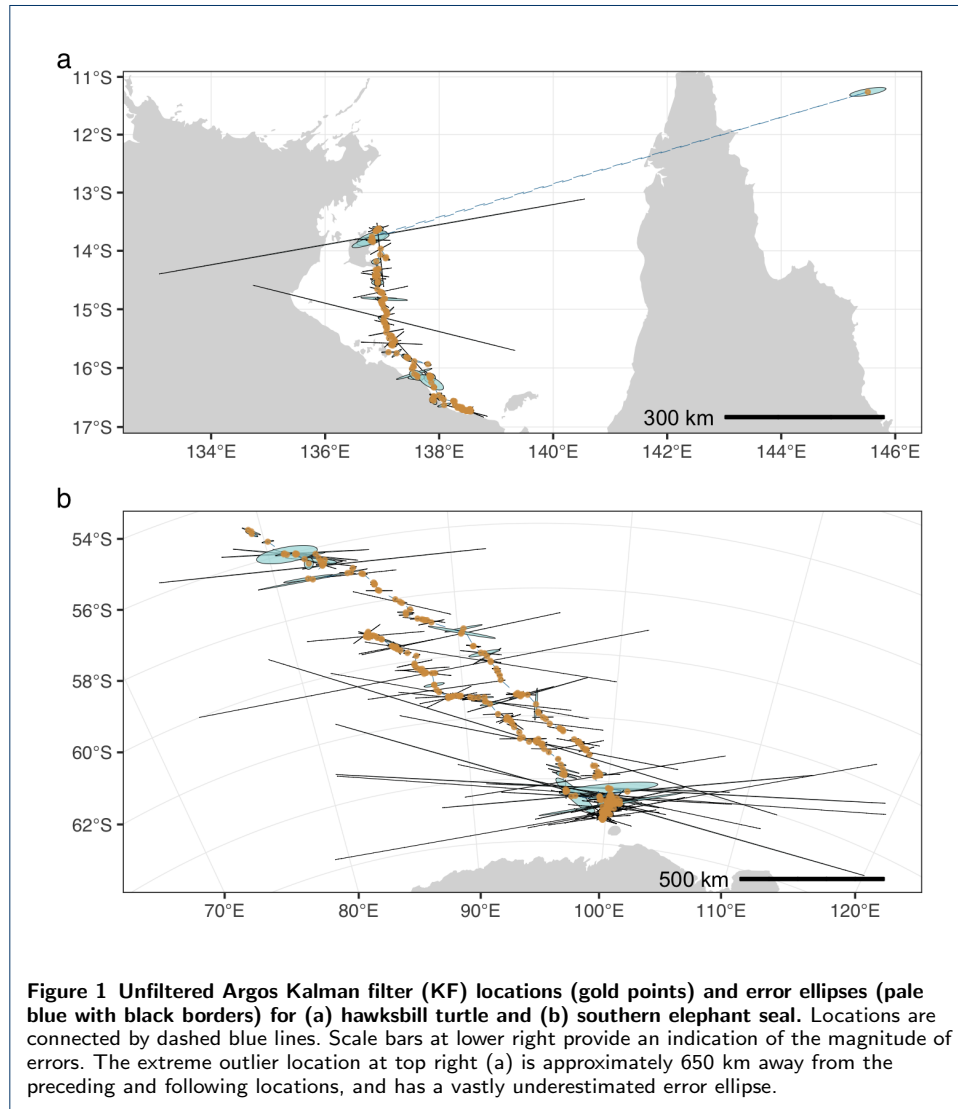 a
11°S
12°S
13°S
14°S
15°S
16°S
17°S
300 km
134°E 136°E 138°E 140°E 142°E 144°E 146°E
b
54°S
56°S
58°S
60°S
62°S
500 km
70°E 80°E 90°E 100°E 110°E 120°E
Figure 1 Unfiltered Argos Kalman filter (KF) locations (gold points) and error ellipses (pale
blue with black borders) for (a) hawksbill turtle and (b) southern elephant seal. Locations are
connected by dashed blue lines. Scale bars at lower right provide an indication of the magnitude of
errors. The extreme outlier location at top right (a) is approximately 650 km away from the
preceding and following locations, and has a vastly underestimated error ellipse.